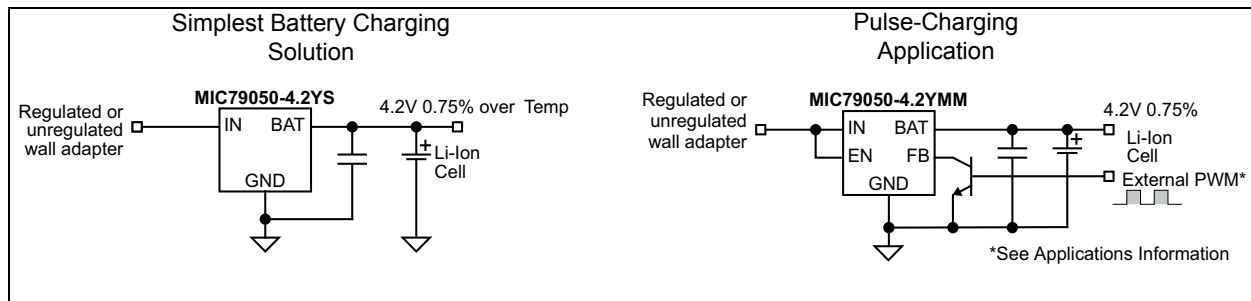 Simplest Battery Charging
Solution
MIC79050-4.2YS
4.2V 0.75% over Temp
Regulated or
unregulated
wall adapter
IN
BAT
GND
+
Li-Ion
Cell
Pulse-Charging
Application
MIC79050-4.2YMM
4.2V 0.75%
Regulated or
unregulated
wall adapter
IN
BAT
EN
FB
GND
+
Li-Ion
Cell
External PWM*
*See Applications Information